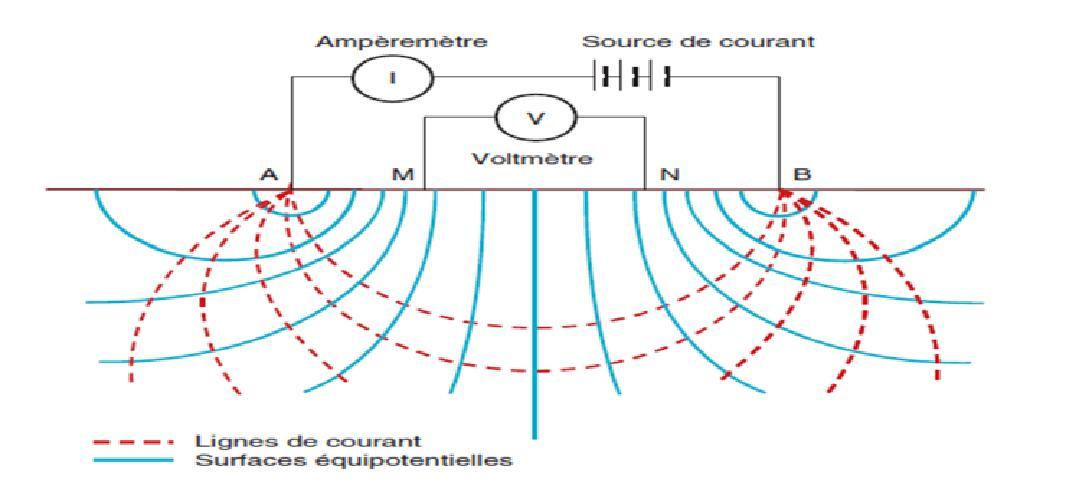 Ampèremètre Source de courant
I
V
Voltmètre
A M N B
Lignes de courant
Surfaces équipotentielles